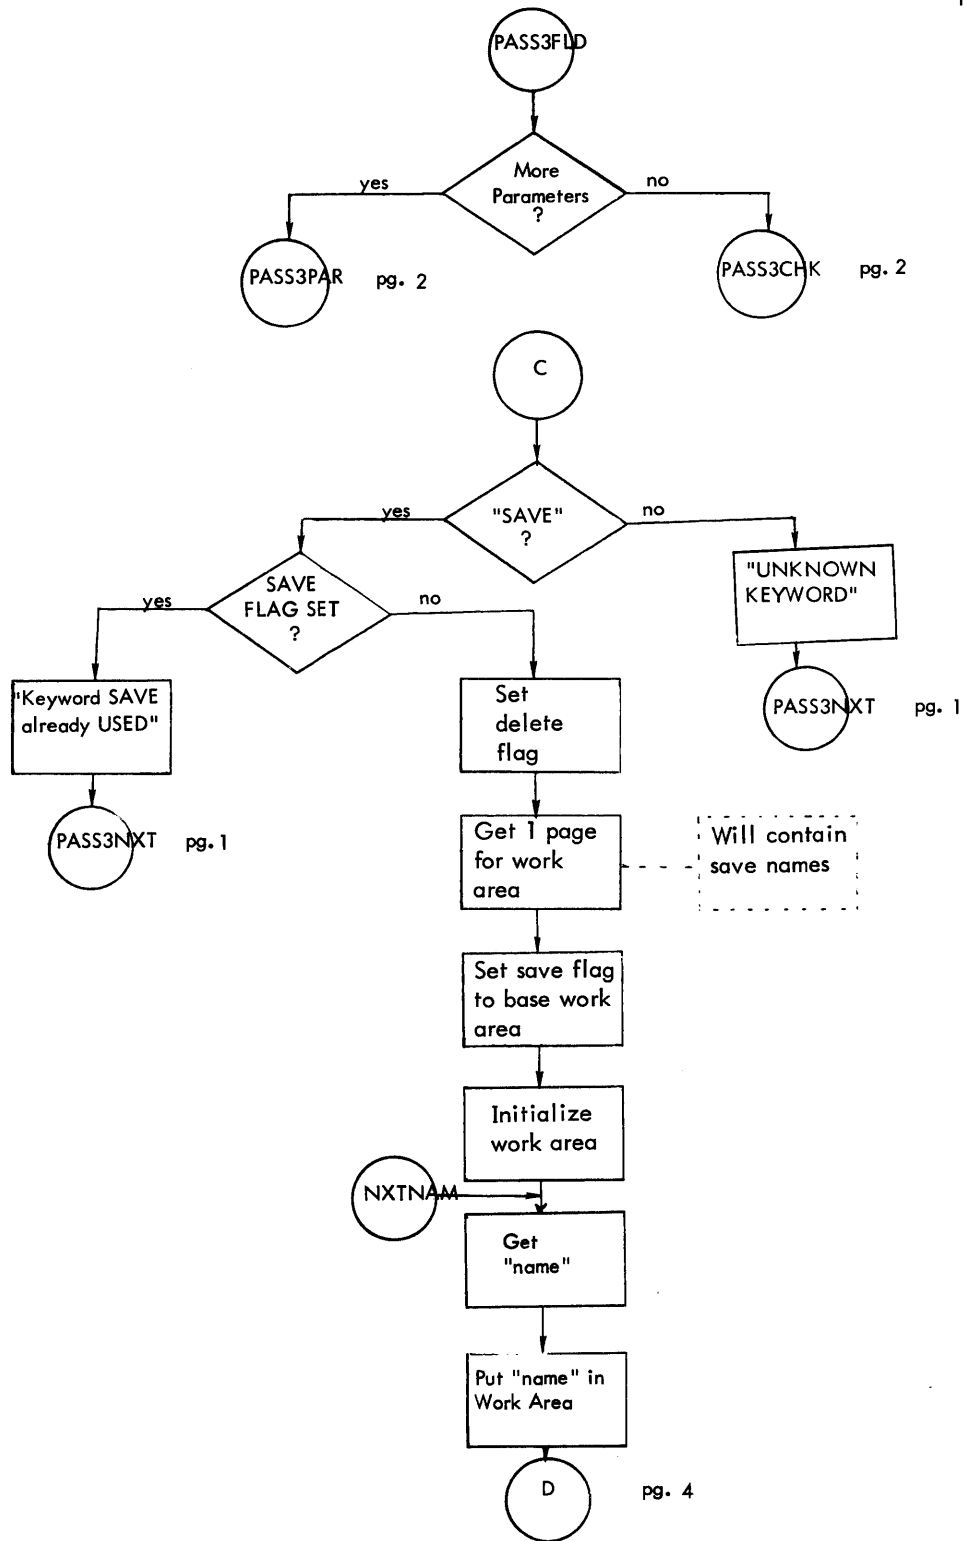 PASS3FLD
More
Parameters
?
yes
no
PASS3PAR
pg. 2
PASS3CHK
pg. 2
C
"SAVE"
?
yes
no
"UNKNOWN
KEYWORD"
PASS3NXT
pg. 1
SAVE
FLAG SET
?
yes
no
"Keyword SAVE
already USED"
PASS3NXT
pg. 1
Set
delete
flag
Get 1 page
for work
area
Will contain
save names
Set save flag
to base work
area
Initialize
work area
NXTNAM
Get
"name"
Put "name" in
Work Area
D
pg. 4